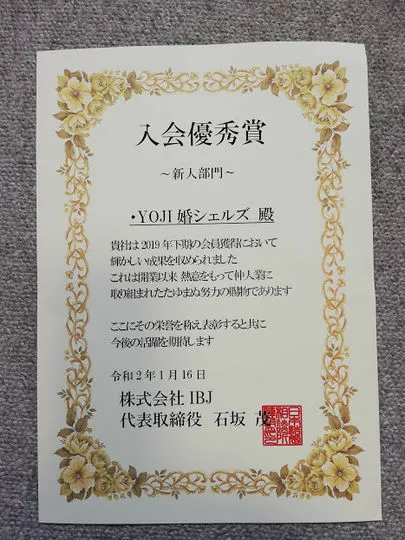 入会優秀賞
～新人部門～
・YOJI 婚シェルズ 殿
貴社は2019年下期の会員獲得において
輝かしい成果を収められました
これは開業以来 熱意をもって仲人業に
取り組まれたたゆまぬ努力の賜物であります
ここにその栄誉を称え表彰すると共に
今後の活躍を期待します
令和2年1月16日
株式会社 IBJ
代表取締役 石坂 茂